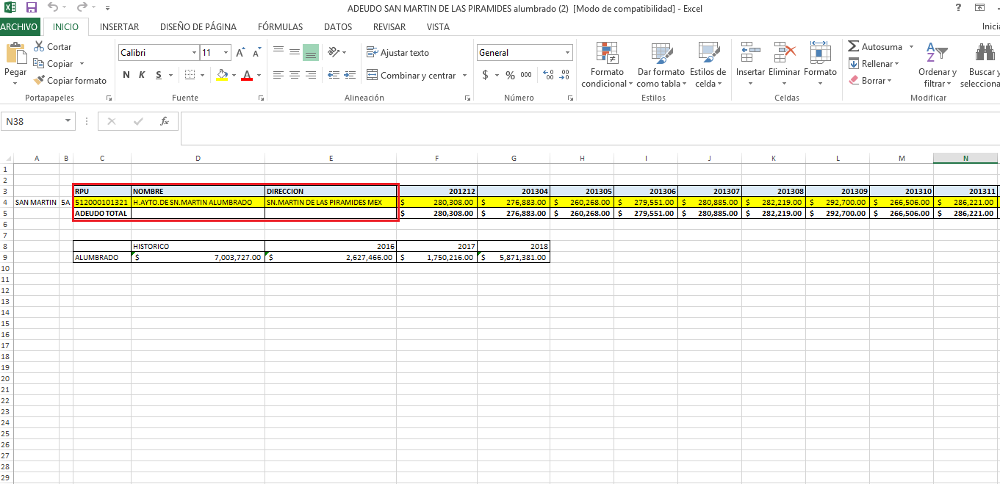 ADEUDO SAN MARTIN DE LAS PIRAMIDES alumbrado (2) [Modo de compatibilidad] - Excel
ARCHIVO INICIO INSERTAR DISEÑO DE PÁGINA FÓRMULAS DATOS REVISAR VISTA Inicia
Pegar Cortar
Copiar
Copiar formato
Portapapeles
Calibri 11
N K S A
Fuente
Ajustar texto
Combinar y centrar
Alineación
General
$ % 000
Número
Formato condicional
Dar formato como tabla
Estilos de celda
Estilos
Insertar Eliminar Formato
Celdas
Autosuma
Rellenar
Borrar
Ordenar y filtrar
Buscar y selecciona
Modificar
N38 fx
A B C D E F G H I J K L M N
1
2
3 RPU NOMBRE DIRECCION 201212 201304 201305 201306 201307 201308 201309 201310 201311
4 SAN MARTIN 5A 512000101321 H.AYTO.DE SN.MARTIN ALUMBRADO SN.MARTIN DE LAS PIRAMIDES MEX $ 280,308.00 $ 276,883.00 $ 260,268.00 $ 279,551.00 $ 280,885.00 $ 282,219.00 $ 292,700.00 $ 266,506.00 $ 286,221.00
5 ADEUDO TOTAL $ 280,308.00 $ 276,883.00 $ 260,268.00 $ 279,551.00 $ 280,885.00 $ 282,219.00 $ 292,700.00 $ 266,506.00 $ 286,221.00
6
7
8 HISTORICO 2016 2017 2018
9 ALUMBRADO $ 7,003,727.00 $ 2,627,466.00 $ 1,750,216.00 $ 5,871,381.00
10
11
12
13
14
15
16
17
18
19
20
21
22
23
24
25
26
27
28
29